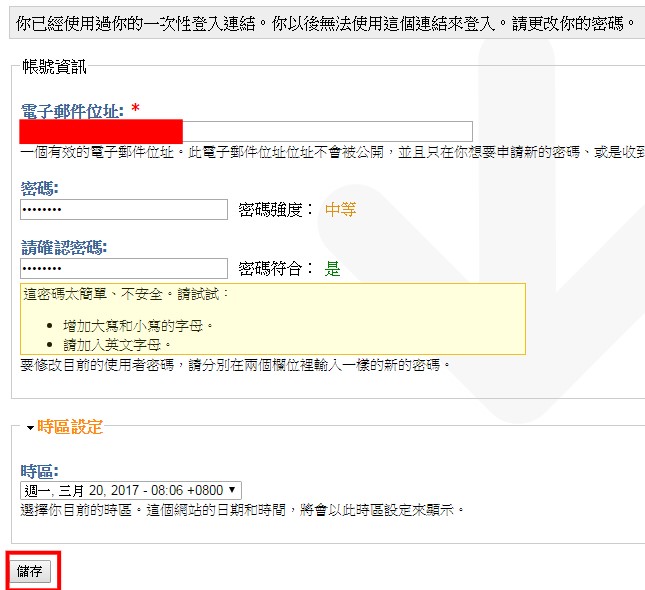 你已經使用過你的一次性登入連結。你以後無法使用這個連結來登入。請更改你的密碼。
帳號資訊
電子郵件位址: *
一個有效的電子郵件位址。此電子郵件位址位址不會被公開，並且只在你想要申請新的密碼、或是收到
密碼:
•••••••• 密碼強度： 中等
請確認密碼:
•••••••• 密碼符合： 是
這密碼太簡單、不安全。請試試：
• 增加大寫和小寫的字母。
• 請加入英文字母。
要修改目前的使用者密碼，請分別在兩個欄位裡輸入一樣的新的密碼。
時區設定
時區:
週一, 三月 20, 2017 - 08:06 +0800
選擇你目前的時區。這個網站的日期和時間，將會以此時區設定來顯示。
儲存